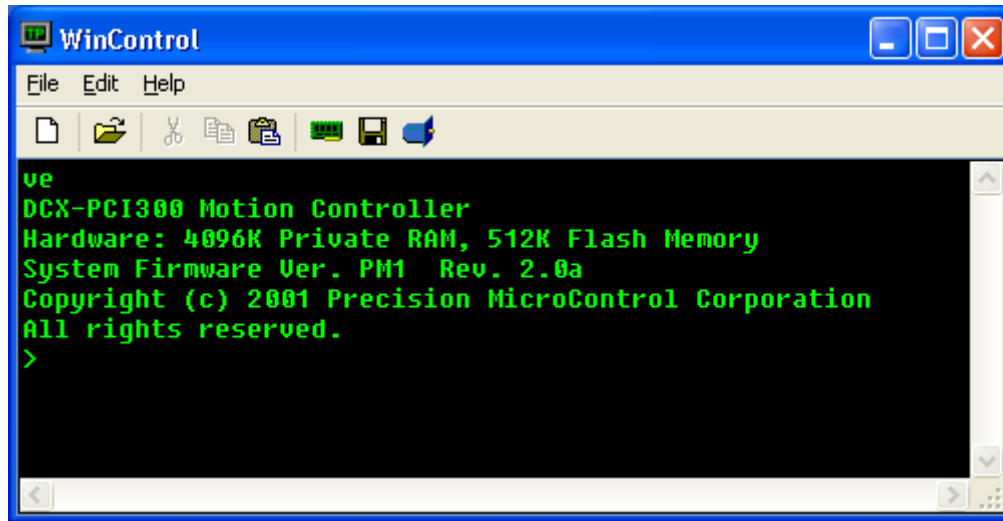 TP WinControl
File Edit Help
ve
DCX-PCI300 Motion Controller
Hardware: 4096K Private RAM, 512K Flash Memory
System Firmware Ver. PM1  Rev. 2.0a
Copyright (c) 2001 Precision MicroControl Corporation
All rights reserved.
>